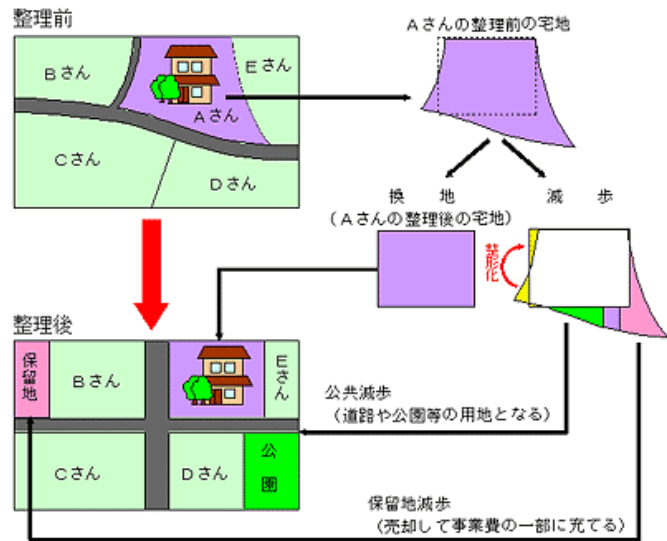 整理前
Bさん
Eさん
Aさん
Cさん
Dさん
Aさんの整理前の宅地
換地
(Aさんの整理後の宅地)
減歩
整形化
整理後
保留地
Bさん
Eさん
Cさん
Dさん
公園
公共減歩
(道路や公園等の用地となる)
保留地減歩
(売却して事業費の一部に充てる)